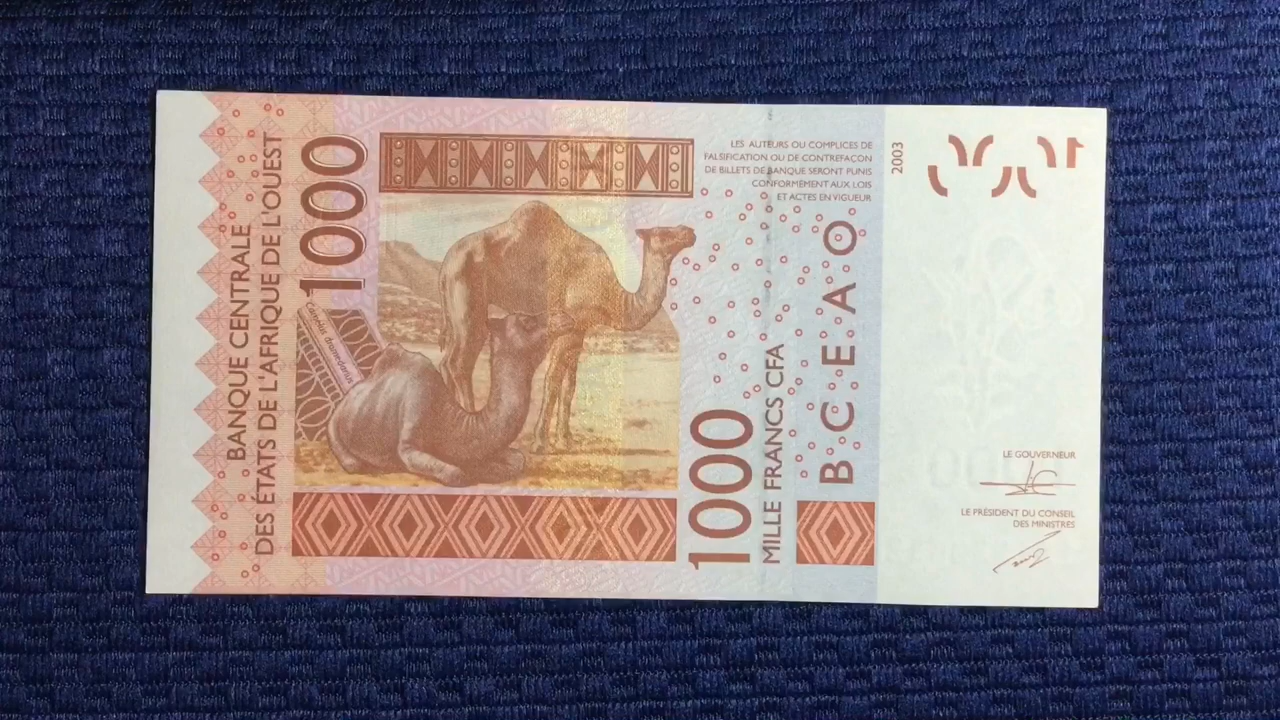 BANQUE CENTRALE
DES ÉTATS DE L'AFRIQUE DE L'OUEST
1000
Camelus dromedarius
LES AUTEURS OU COMPLICES DE
FALSIFICATION OU DE CONTREFACON
DE BILLETS DE BANQUE SERONT PUNIS
CONFORMEMENT AUX LOIS
ET ACTES EN VIGUEUR
1000
MILLE FRANCS CFA
BCEAO
2003
LE GOUVERNEUR
LE PRÉSIDENT DU CONSEIL
DES MINISTRES